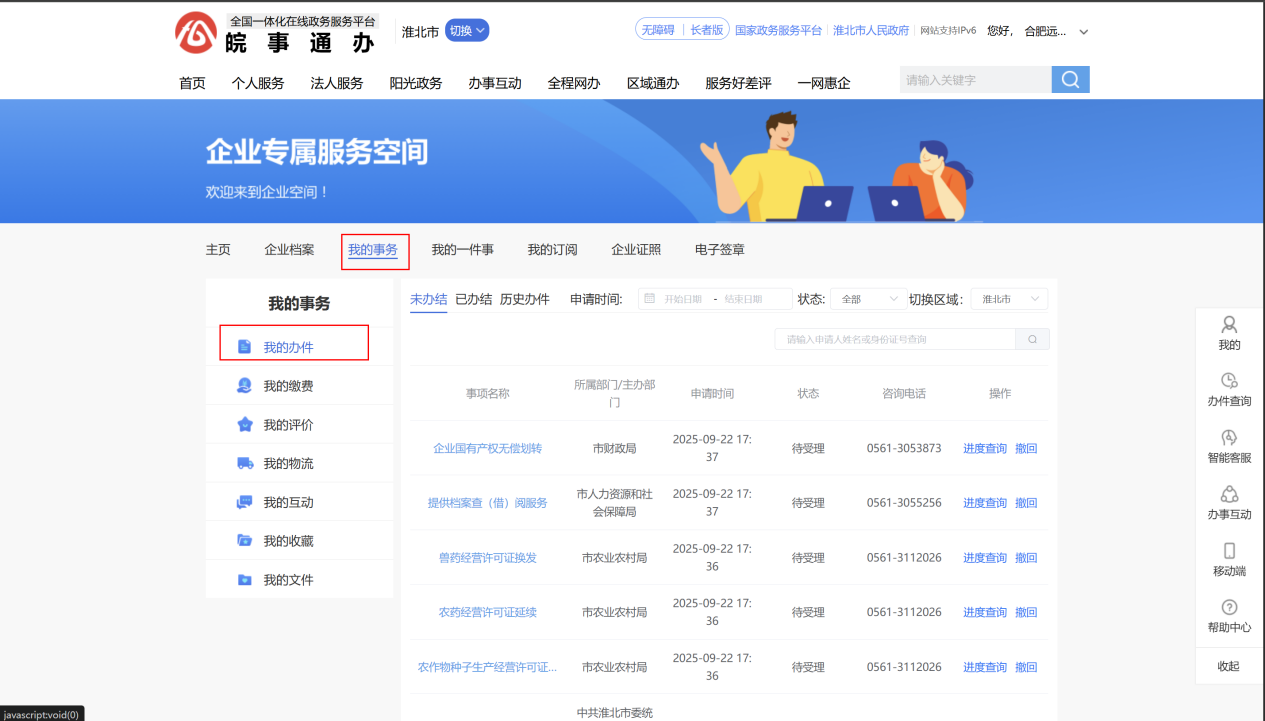 全国一体化在线政务服务平台
皖事通办
淮北市 切换
无障碍 长者版 国家政务服务平台 淮北市人民政府 网站支持IPv6 您好, 合肥远...
首页 个人服务 法人服务 阳光政务 办事互动 全程网办 区域通办 服务好差评 一网惠企
请输入关键字
企业专属服务空间
欢迎来到企业空间！
主页 企业档案 我的事务 我的一件事 我的订阅 企业证照 电子签章
我的事务
我的办件
我的缴费
我的评价
我的物流
我的互动
我的收藏
我的文件
未办结 已办结 历史办件 申请时间: 开始日期 - 结束日期 状态: 全部 切换区域: 淮北市
请输入申请人姓名或身份证号查询
事项名称 所属部门/主办部门 申请时间 状态 咨询电话 操作
企业国有产权无偿划转 市财政局 2025-09-22 17:37 待受理 0561-3053873 进度查询 撤回
提供档案查（借）阅服务 市人力资源和社会保障局 2025-09-22 17:37 待受理 0561-3055256 进度查询 撤回
兽药经营许可证换发 市农业农村局 2025-09-22 17:36 待受理 0561-3112026 进度查询 撤回
农药经营许可证延续 市农业农村局 2025-09-22 17:36 待受理 0561-3112026 进度查询 撤回
农作物种子生产经营许可证... 市农业农村局 2025-09-22 17:36 待受理 0561-3112026 进度查询 撤回
中共淮北市委统
我的
办件查询
智能客服
办事互动
移动端
帮助中心
收起
javascript:void(0)